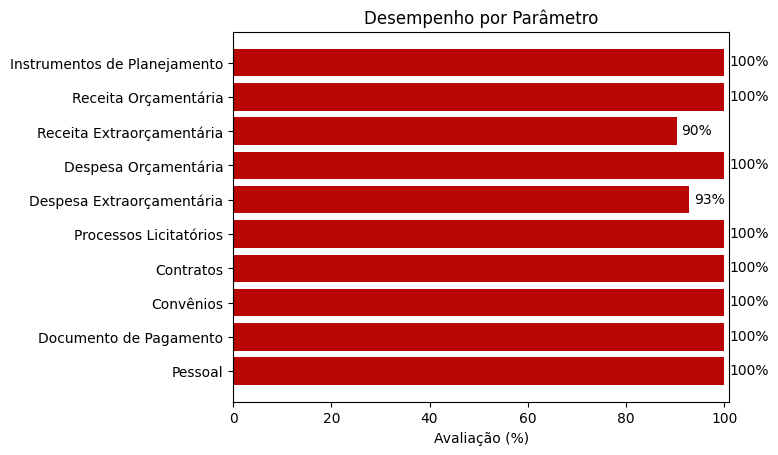 Desempenho por Parâmetro
Instrumentos de Planejamento 100%
Receita Orçamentária 100%
Receita Extraorçamentária 90%
Despesa Orçamentária 100%
Despesa Extraorçamentária 93%
Processos Licitatórios 100%
Contratos 100%
Convênios 100%
Documento de Pagamento 100%
Pessoal 100%
0 20 40 60 80 100
Avaliação (%)